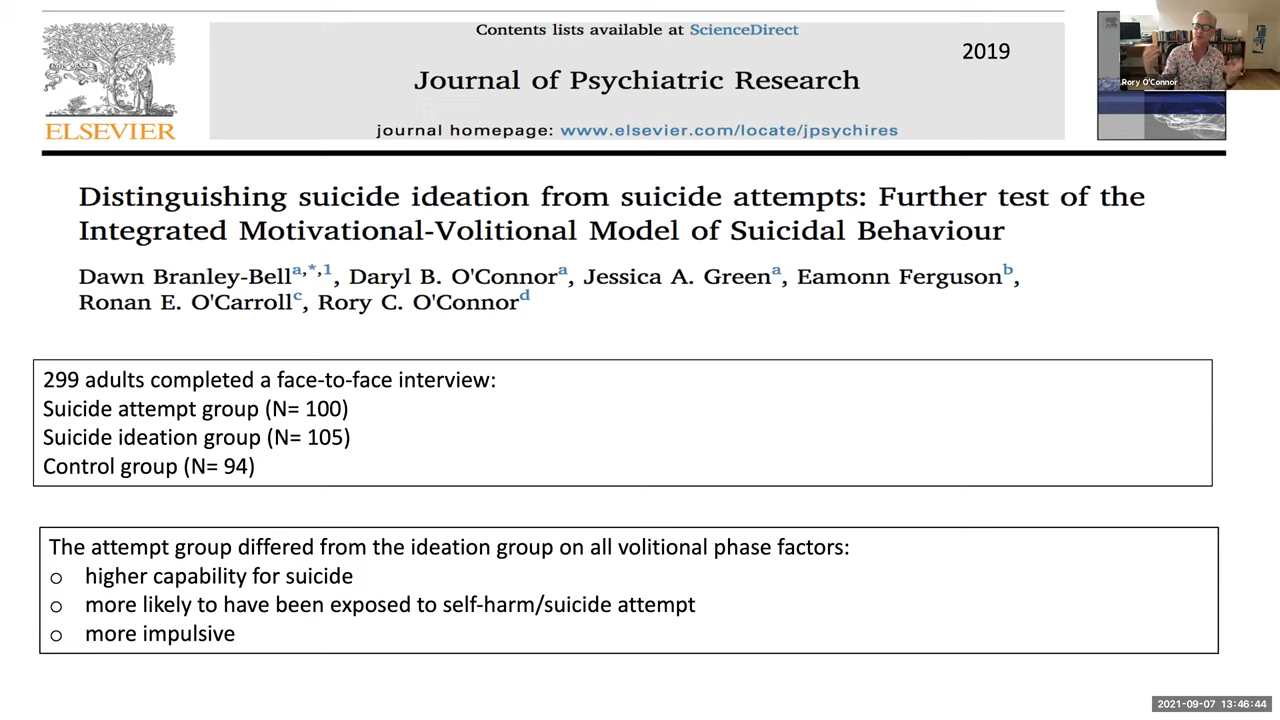 Contents lists available at ScienceDirect
2019
Journal of Psychiatric Research
journal homepage: www.elsevier.com/locate/jpsychires
ELSEVIER
Rory O'Connor
Distinguishing suicide ideation from suicide attempts: Further test of the
Integrated Motivational-Volitional Model of Suicidal Behaviour
Dawn Branley-Bellᵃ,*,¹, Daryl B. O'Connorᵃ, Jessica A. Greenᵃ, Eamonn Fergusonᵇ,
Ronan E. O'Carrollᶜ, Rory C. O'Connorᵈ
299 adults completed a face-to-face interview:
Suicide attempt group (N= 100)
Suicide ideation group (N= 105)
Control group (N= 94)
The attempt group differed from the ideation group on all volitional phase factors:
o higher capability for suicide
o more likely to have been exposed to self-harm/suicide attempt
o more impulsive
2021-09-07 13:46:44